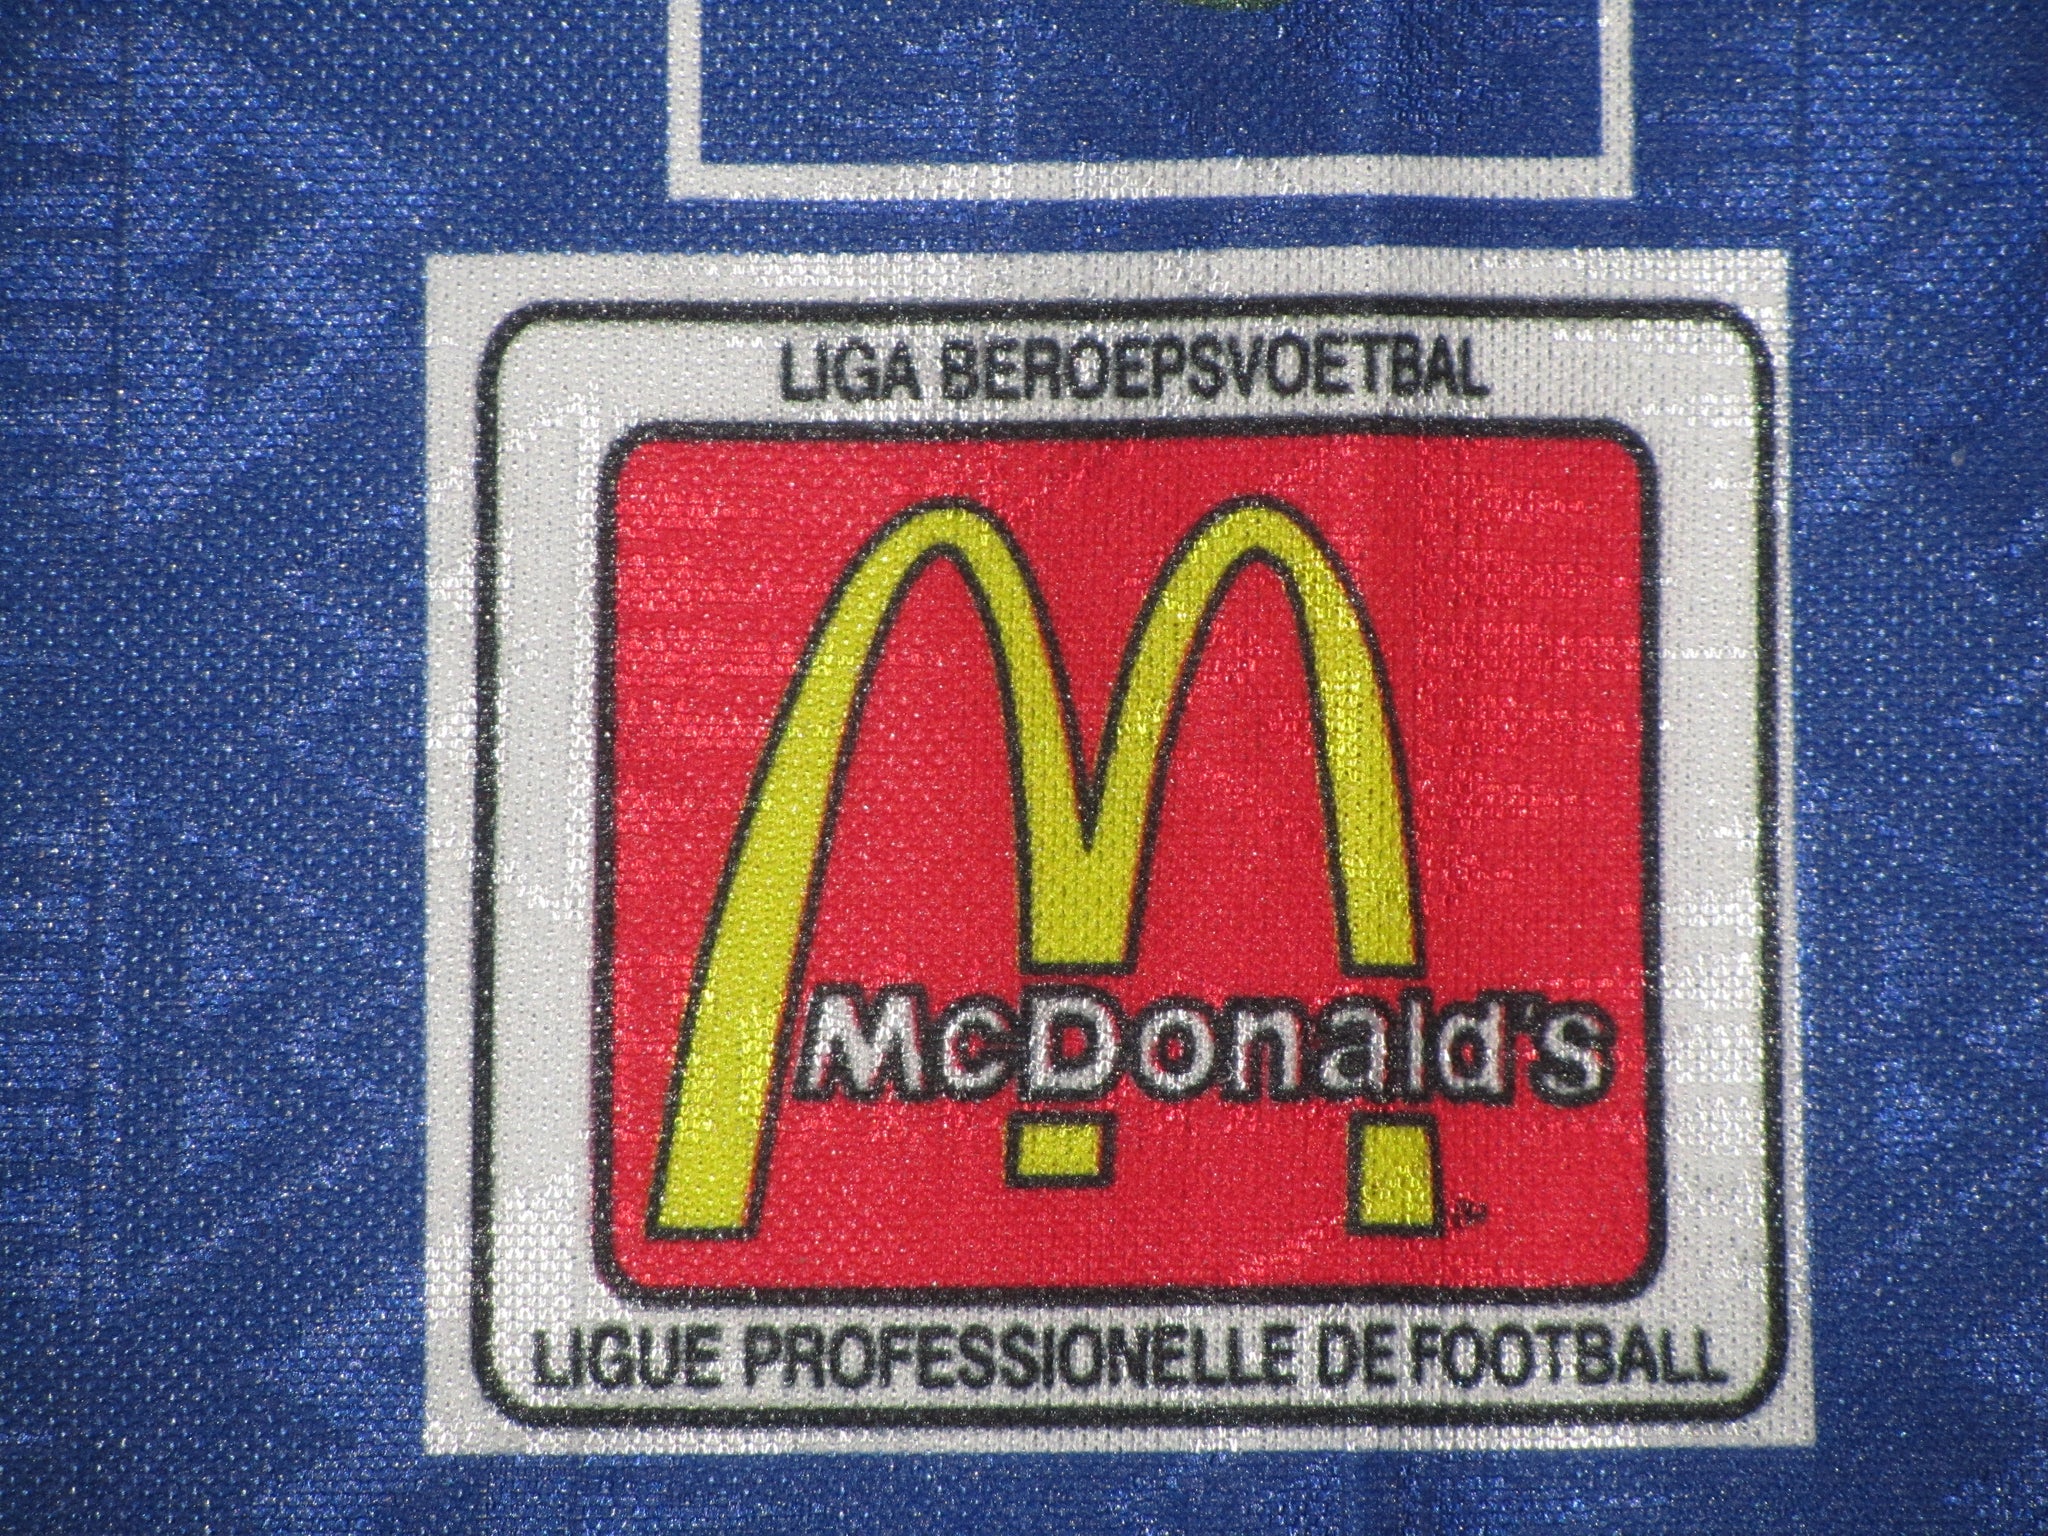 LIGA BEROEPSVOETBAL
McDonald's
LIGUE PROFESSIONELLE DE FOOTBALL